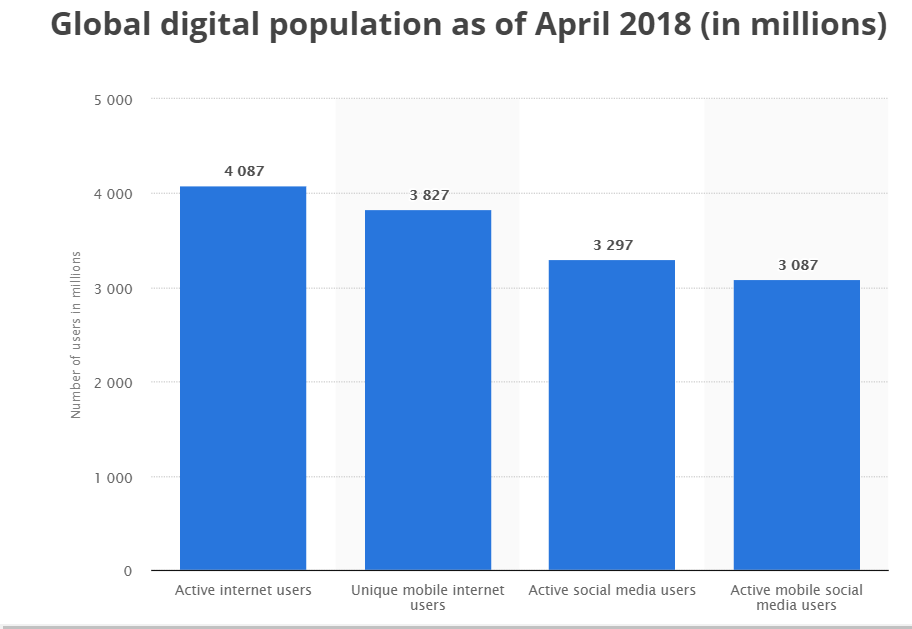 Global digital population as of April 2018 (in millions)
5 000
4 000
3 000
2 000
1 000
0
Number of users in millions
4 087
3 827
3 297
3 087
Active internet users
Unique mobile internet
users
Active social media users
Active mobile social
media users